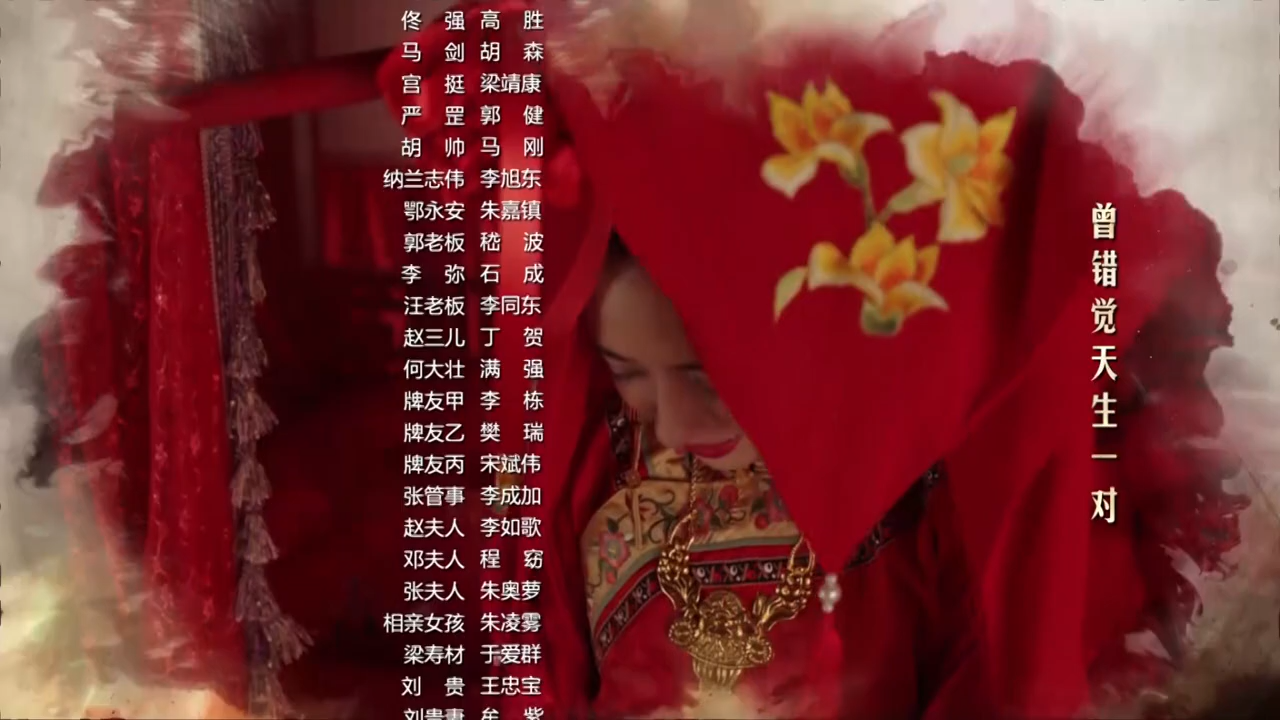 佟强 高胜
马剑 胡森
宫挺 梁靖康
严罡 郭健
胡帅 马刚
纳兰志伟 李旭东
鄂永安 朱嘉镇
郭老板 嵇波
李弥 石成
汪老板 李同东
赵三儿 丁贺
何大壮 满强
牌友甲 李栋
牌友乙 樊瑞
牌友丙 宋斌伟
张管事 李成加
赵夫人 李如歌
邓夫人 程窈
张夫人 朱奥萝
相亲女孩 朱凌雾
梁寿材 于爱群
刘贵 王忠宝
刘贵妻 牟紫
曾错觉天生一对